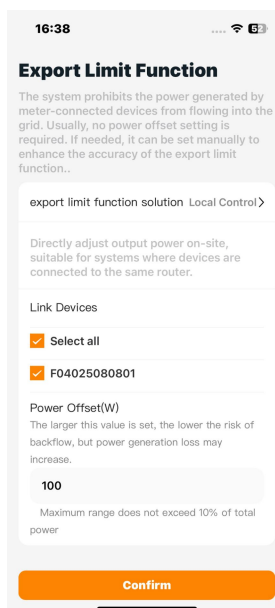 16:38
52
Export Limit Function
The system prohibits the power generated by
meter-connected devices from flowing into the
grid. Usually, no power offset setting is
required. If needed, it can be set manually to
enhance the accuracy of the export limit
function..
export limit function solution Local Control
Directly adjust output power on-site,
suitable for systems where devices are
connected to the same router.
Link Devices
Select all
F04025080801
Power Offset(W)
The larger this value is set, the lower the risk of
backflow, but power generation loss may
increase.
100
Maximum range does not exceed 10% of total
power
Confirm